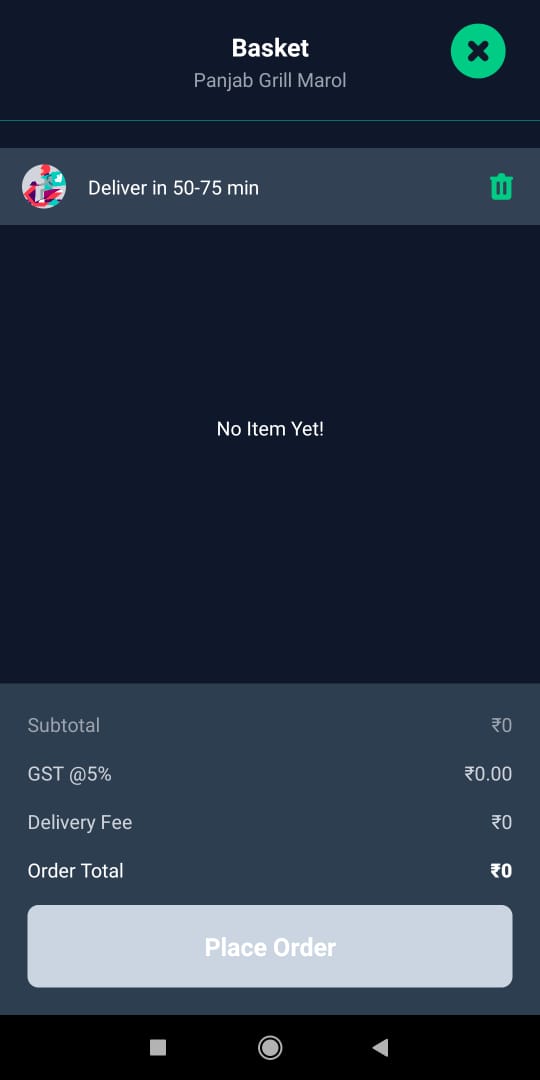 Basket
Panjab Grill Marol
Deliver in 50-75 min
No Item Yet!
Subtotal ₹0
GST @5% ₹0.00
Delivery Fee ₹0
Order Total ₹0
Place Order